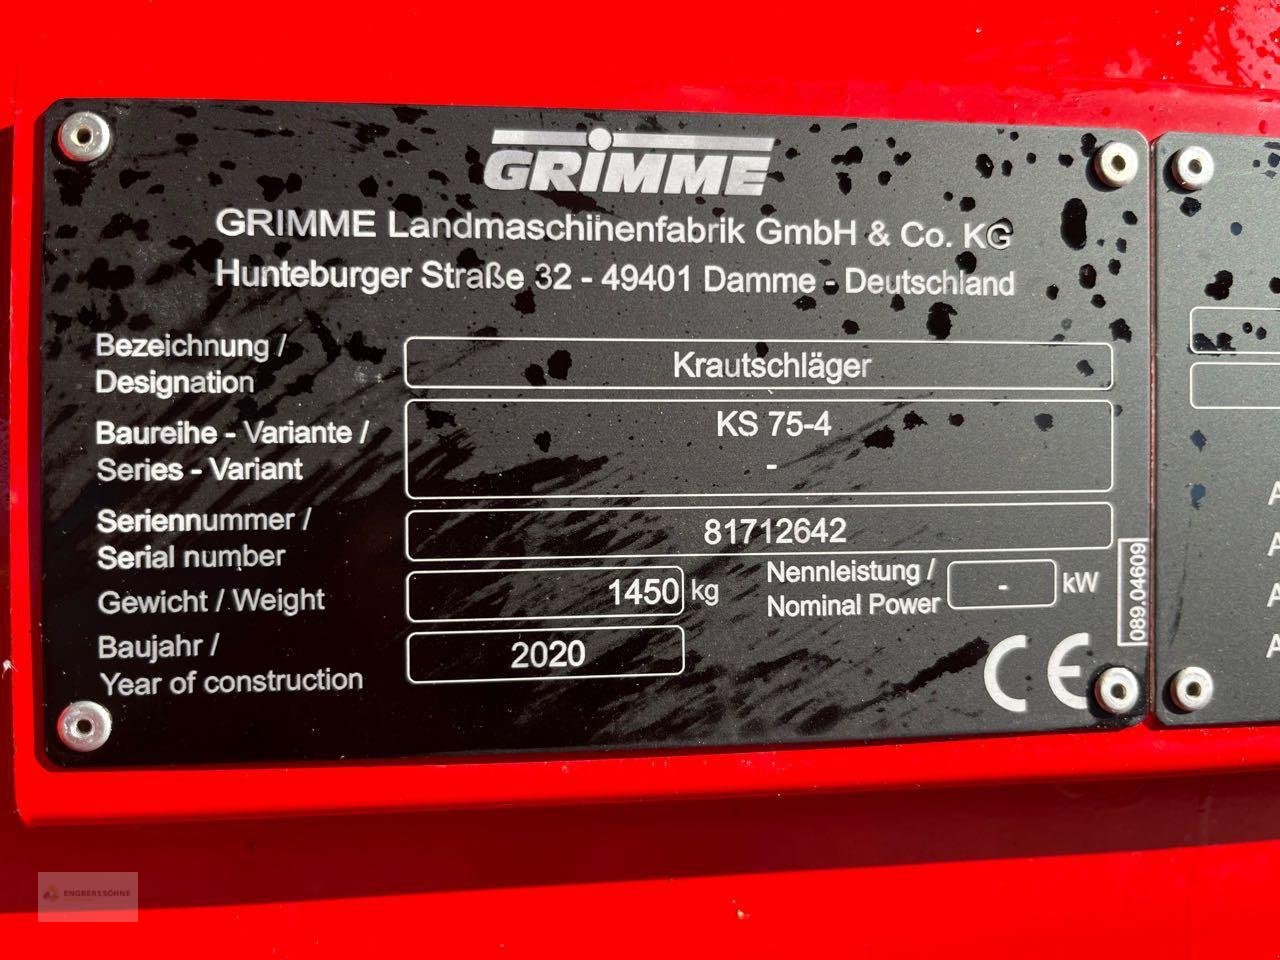 GRIMME
GRIMME Landmaschinenfabrik GmbH & Co. KG
Hunteburger Straße 32 - 49401 Damme - Deutschland
Bezeichnung /
Designation
Krautschläger
Baureihe - Variante /
Series - Variant
KS 75-4
-
Seriennummer /
Serial number
81712642
Gewicht / Weight
1450 kg
Nennleistung /
Nominal Power
- kW
Baujahr /
Year of construction
2020
CE
089.04609
A
A
A
A
ENGBERSSÖHNE